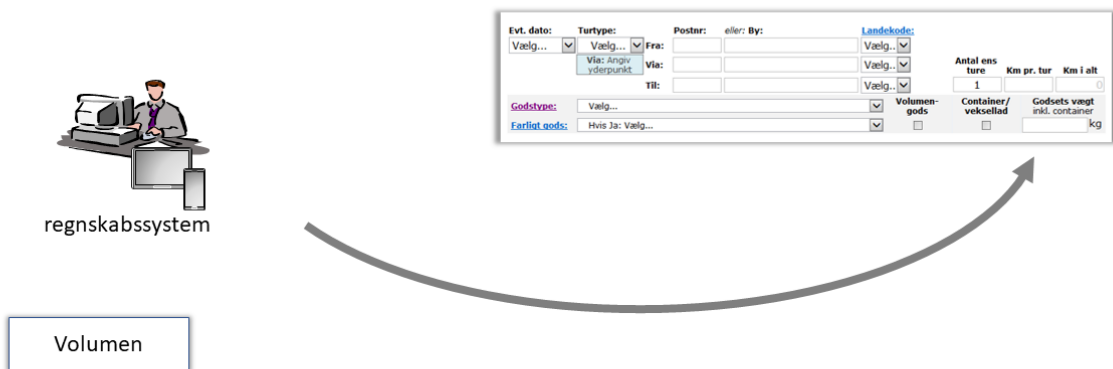 Evt. dato: Turtype: Postnr: eller: By: Landekode:
Vælg... Vælg... Fra: Vælg..
Via: Angiv
yderpunkt
Via: Vælg..
Antal ens
ture Km pr. tur Km i alt
Til: Vælg.. 1 0
Godstype: Vælg...
Volumen-
gods
Container/
veksellad
Godsets vægt
inkl. container
Farligt gods: Hvis Ja: Vælg... kg
regnskabssystem
Volumen